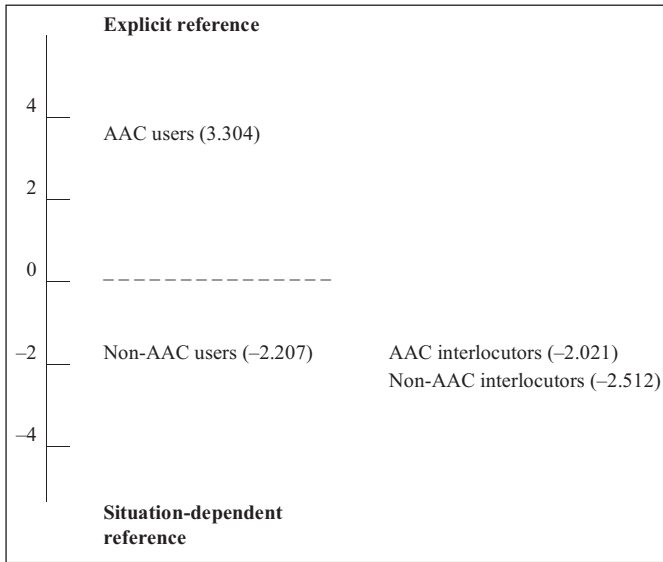 Explicit reference
4
AAC users (3.304)
2
0
–2
Non-AAC users (–2.207)
AAC interlocutors (–2.021)
Non-AAC interlocutors (–2.512)
–4
Situation-dependent
reference